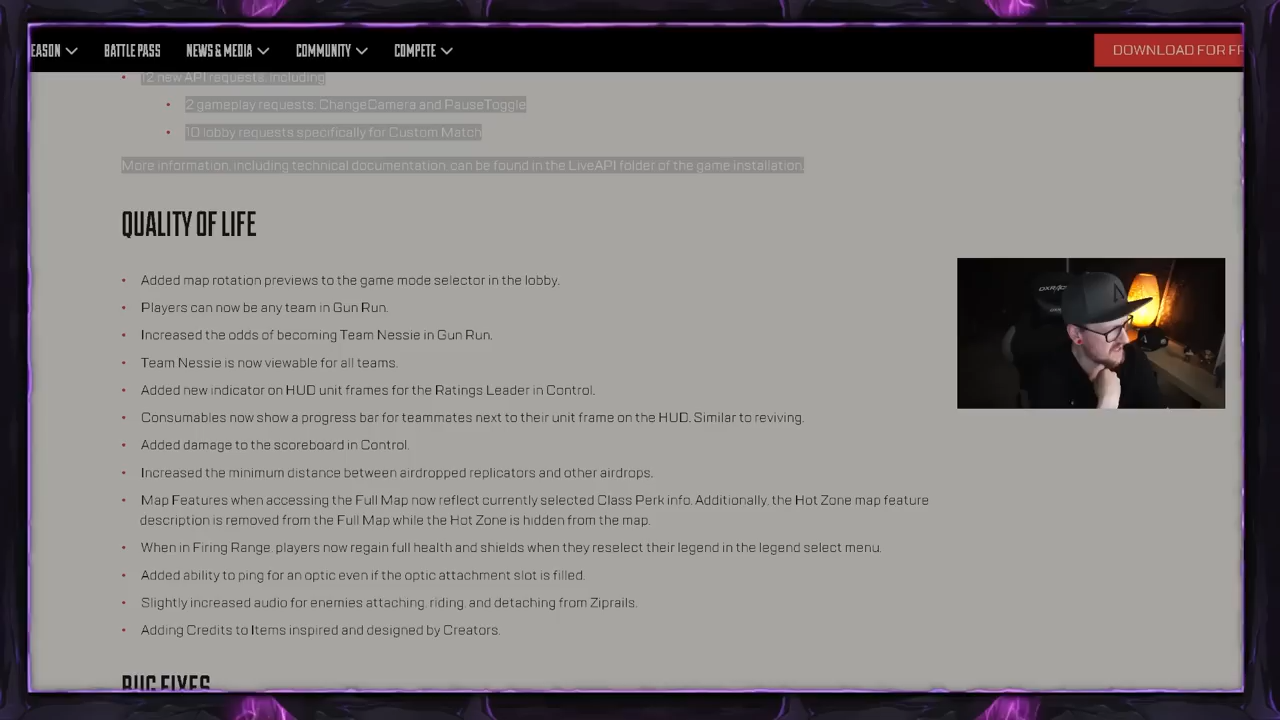 EASON BATTLE PASS NEWS & MEDIA COMMUNITY COMPETE DOWNLOAD FOR FR
12 new API requests, including
2 gameplay requests: ChangeCamera and PauseToggle
10 lobby requests specifically for Custom Match
More information, including technical documentation, can be found in the LiveAPI folder of the game installation.
QUALITY OF LIFE
Added map rotation previews to the game mode selector in the lobby.
Players can now be any team in Gun Run.
Increased the odds of becoming Team Nessie in Gun Run.
Team Nessie is now viewable for all teams.
Added new indicator on HUD unit frames for the Ratings Leader in Control.
Consumables now show a progress bar for teammates next to their unit frame on the HUD. Similar to reviving.
Added damage to the scoreboard in Control.
Increased the minimum distance between airdropped replicators and other airdrops.
Map Features when accessing the Full Map now reflect currently selected Class Perk info. Additionally, the Hot Zone map feature
description is removed from the Full Map while the Hot Zone is hidden from the map.
When in Firing Range, players now regain full health and shields when they reselect their legend in the legend select menu.
Added ability to ping for an optic even if the optic attachment slot is filled.
Slightly increased audio for enemies attaching, riding, and detaching from Ziprails.
Adding Credits to Items inspired and designed by Creators.
BUG FIXES